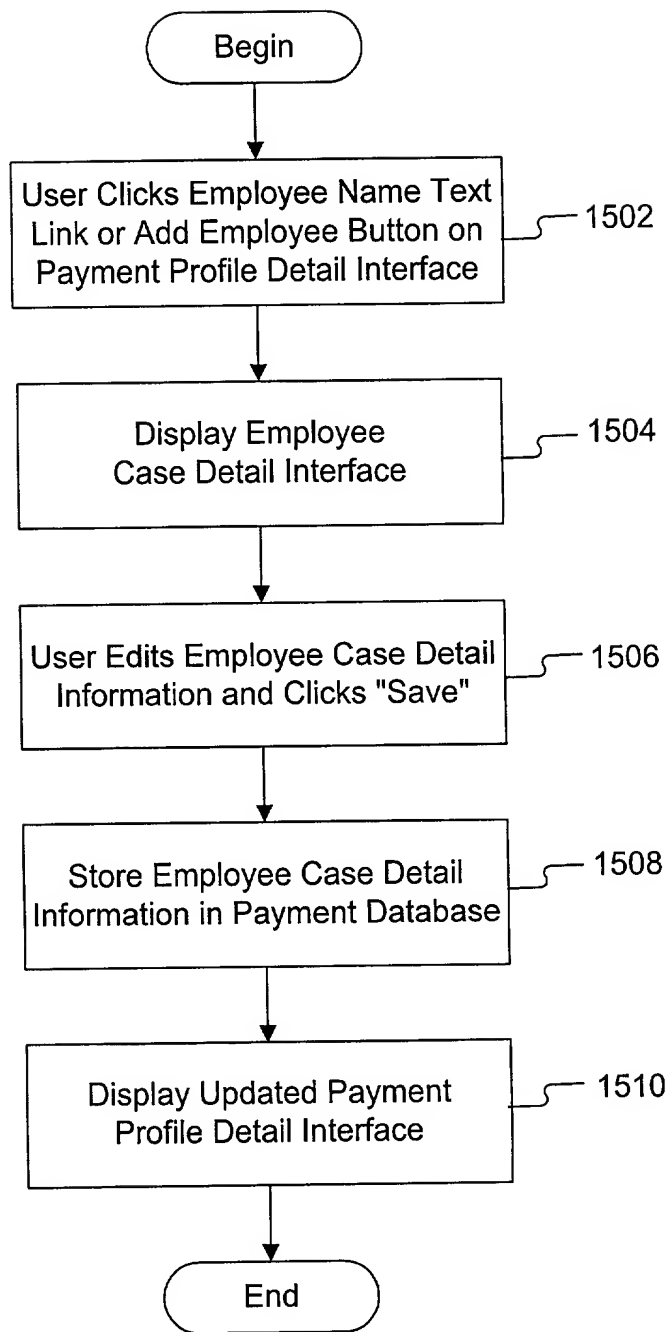 Begin
User Clicks Employee Name Text
Link or Add Employee Button on
Payment Profile Detail Interface
1502
Display Employee
Case Detail Interface
1504
User Edits Employee Case Detail
Information and Clicks "Save"
1506
Store Employee Case Detail
Information in Payment Database
1508
Display Updated Payment
Profile Detail Interface
1510
End